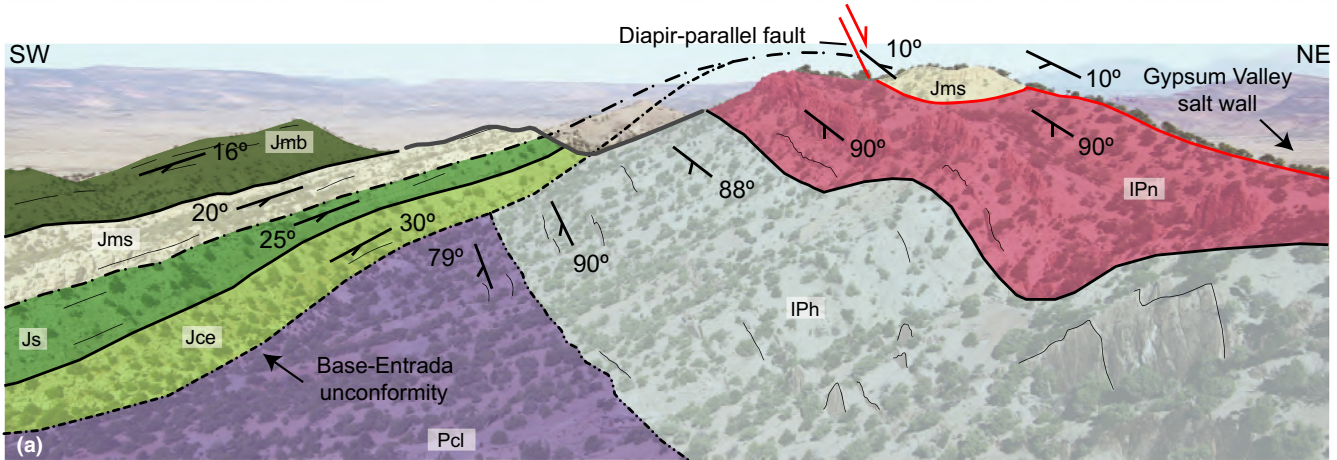 SW
Diapir-parallel fault
10º
NE
10º
Gypsum Valley
salt wall
Jms
Jmb
16º
90º
90º
88º
20º
IPn
Jms
25º
30º
79º
90º
IPh
Js
Jce
Base-Entrada
unconformity
Pcl
(a)